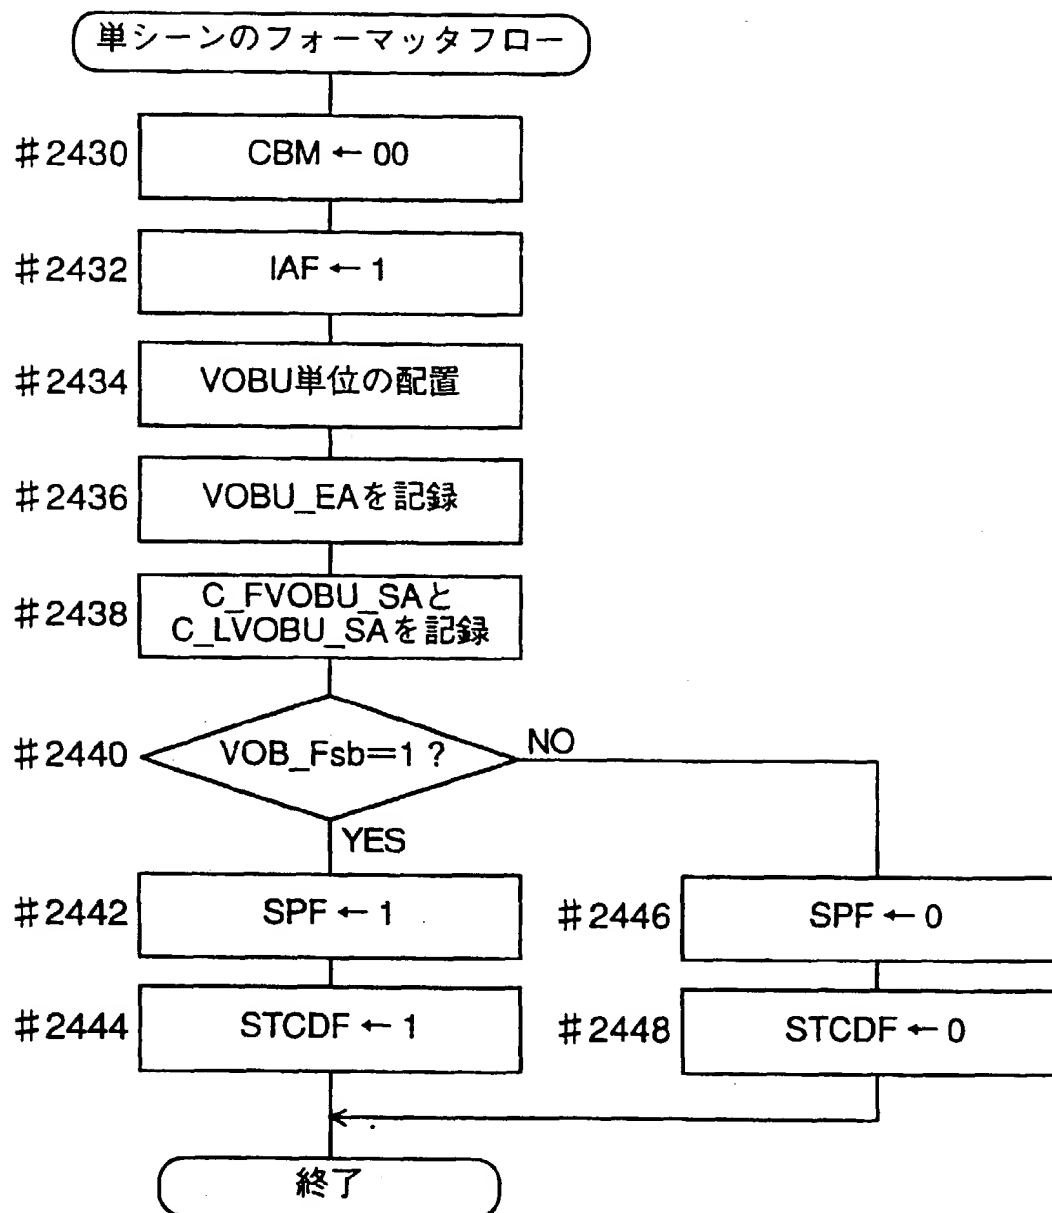 単シーンのフォーマッタフロー
#2430
CBM ← 00
#2432
IAF ← 1
#2434
VOBU単位の配置
#2436
VOBU_EAを記録
#2438
C_FVOBU_SAと
C_LVOBU_SAを記録
#2440
VOB_Fsb=1 ?
NO
YES
#2442
SPF ← 1
#2446
SPF ← 0
#2444
STCDF ← 1
#2448
STCDF ← 0
終了